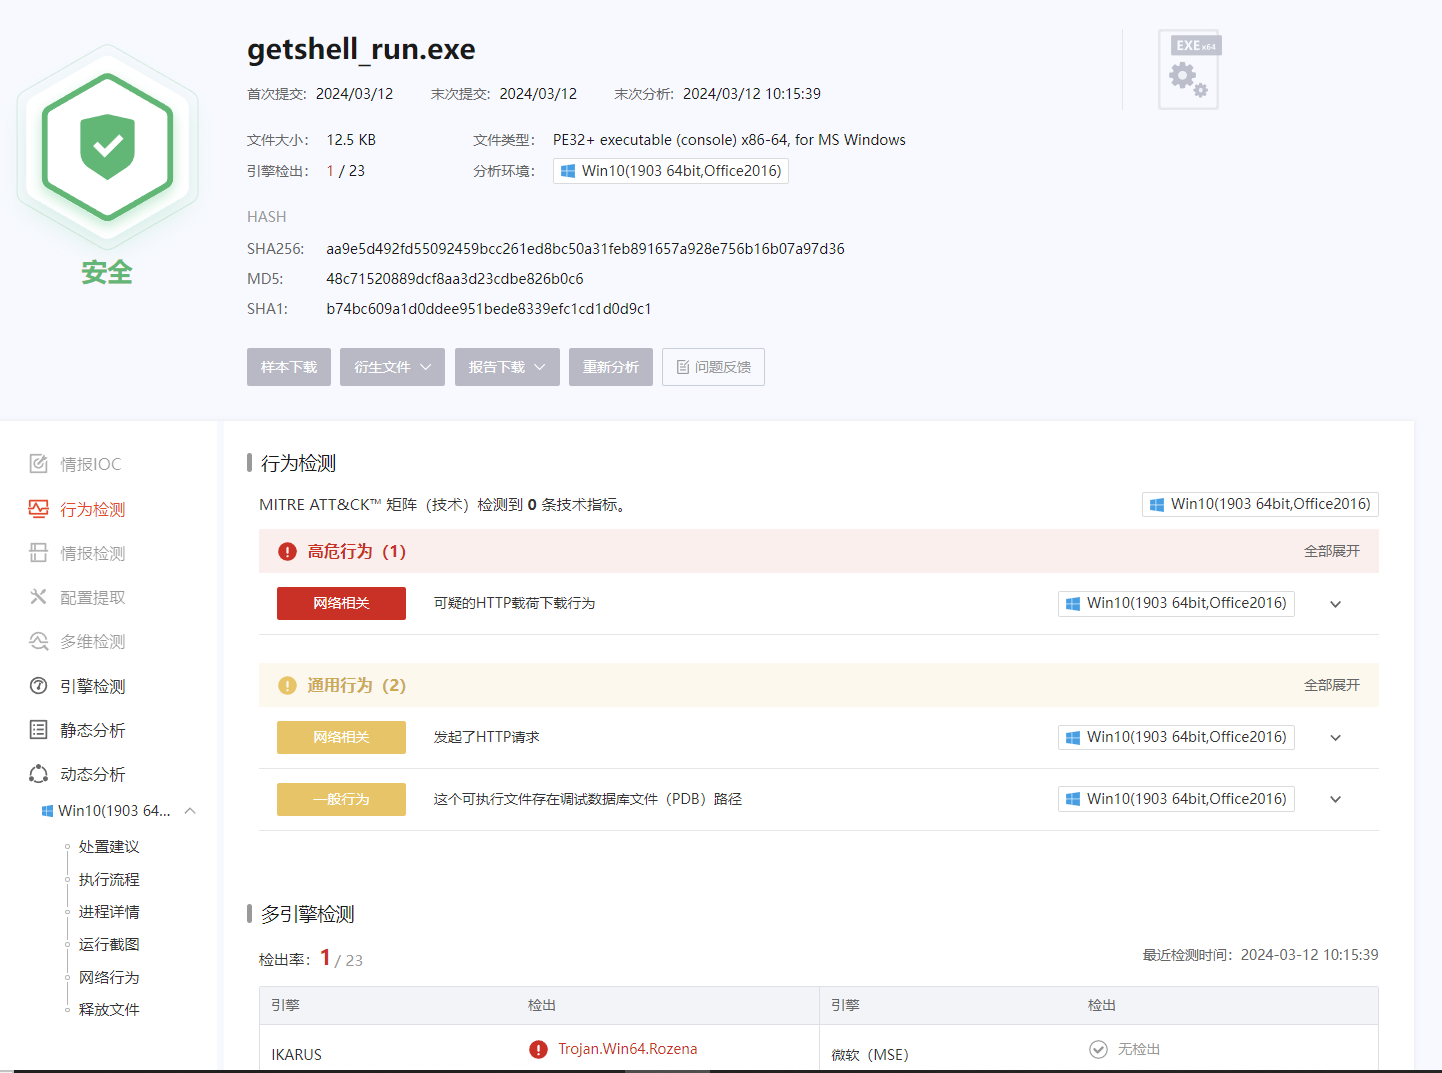 getshell_run.exe
EXE x64
首次提交: 2024/03/12 末次提交: 2024/03/12 末次分析: 2024/03/12 10:15:39
文件大小: 12.5 KB 文件类型: PE32+ executable (console) x86-64, for MS Windows
引擎检出: 1 / 23 分析环境: Win10(1903 64bit,Office2016)
HASH
SHA256: aa9e5d492fd55092459bcc261ed8bc50a31feb891657a928e756b16b07a97d36
MD5: 48c71520889dcf8aa3d23cdbe826b0c6
SHA1: b74bc609a1d0ddee951bede8339efc1cd1d0d9c1
安全
样本下载 衍生文件 报告下载 重新分析 问题反馈
情报IOC
行为检测
情报检测
配置提取
多维检测
引擎检测
静态分析
动态分析
Win10(1903 64...
处置建议
执行流程
进程详情
运行截图
网络行为
释放文件
行为检测
MITRE ATT&CK™ 矩阵（技术）检测到 0 条技术指标。 Win10(1903 64bit,Office2016)
高危行为（1） 全部展开
网络相关 可疑的HTTP载荷下载行为 Win10(1903 64bit,Office2016)
通用行为（2） 全部展开
网络相关 发起了HTTP请求 Win10(1903 64bit,Office2016)
一般行为 这个可执行文件存在调试数据库文件（PDB）路径 Win10(1903 64bit,Office2016)
多引擎检测
检出率: 1 / 23 最近检测时间: 2024-03-12 10:15:39
引擎 检出 引擎 检出
IKARUS Trojan.Win64.Rozena 微软（MSE） 无检出